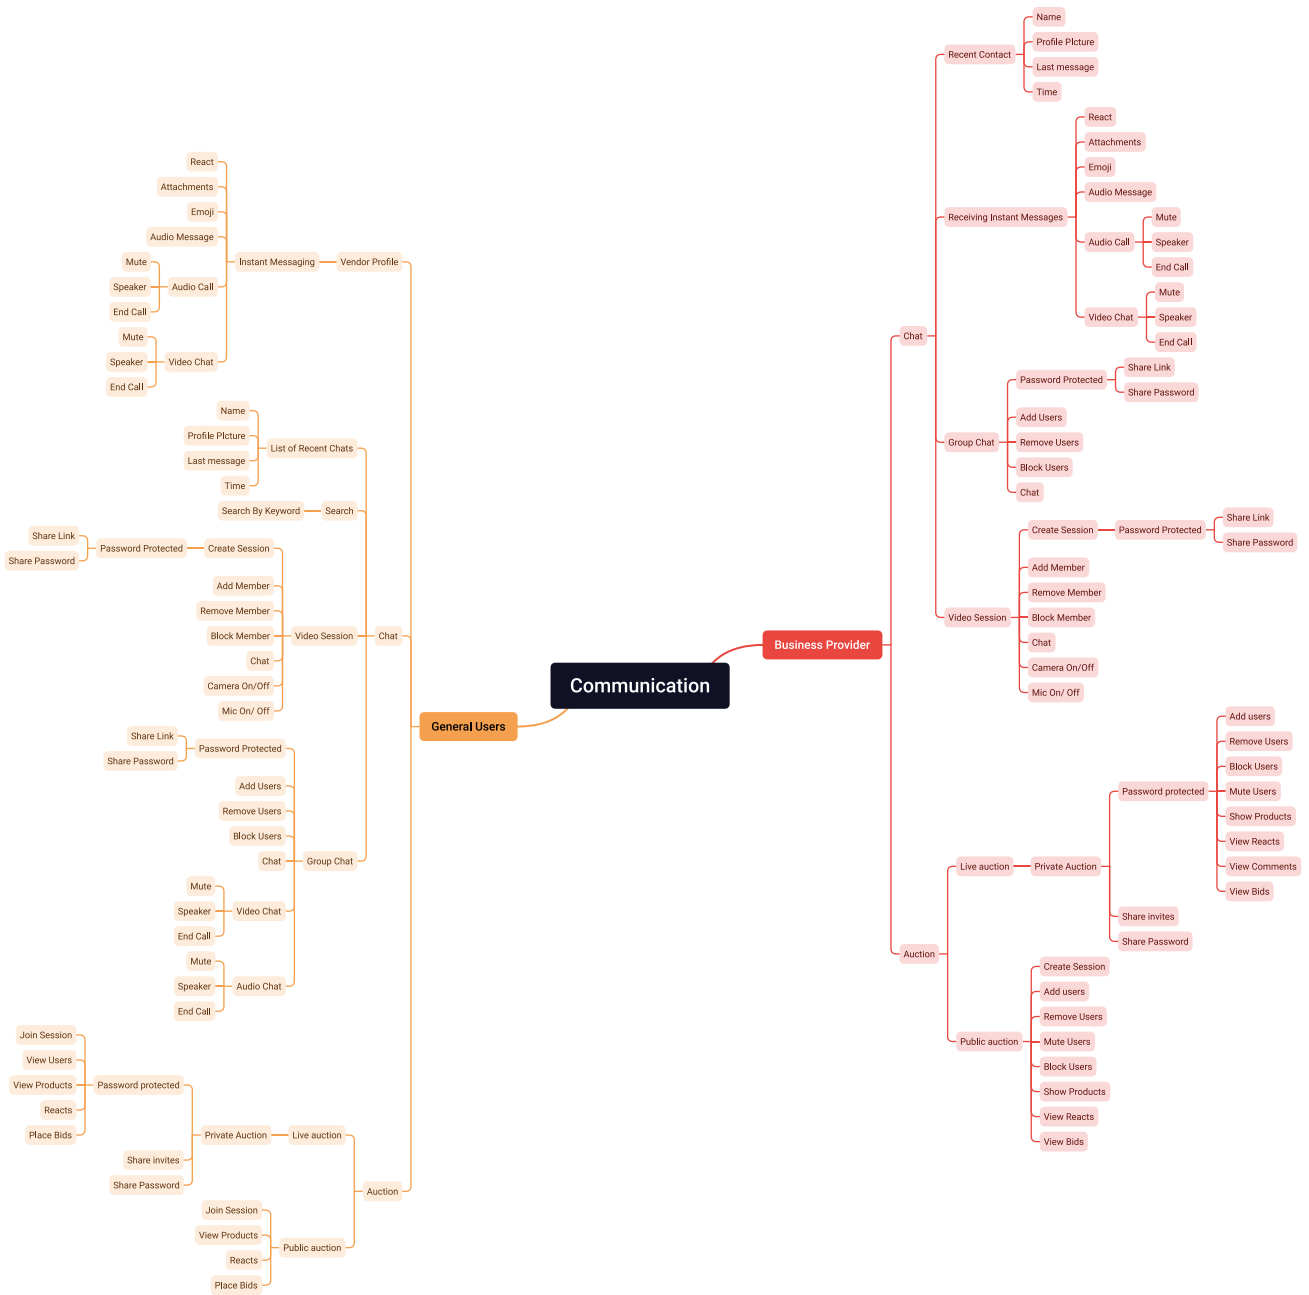 Communication
General Users
Vendor Profile
Instant Messaging
React
Attachments
Emoji
Audio Message
Audio Call
Mute
Speaker
End Call
Video Chat
Mute
Speaker
End Call
Chat
List of Recent Chats
Name
Profile PIcture
Last message
Time
Search
Search By Keyword
Video Session
Create Session
Password Protected
Share Link
Share Password
Add Member
Remove Member
Block Member
Chat
Camera On/Off
Mic On/ Off
Group Chat
Password Protected
Share Link
Share Password
Add Users
Remove Users
Block Users
Chat
Video Chat
Mute
Speaker
End Call
Audio Chat
Mute
Speaker
End Call
Auction
Live auction
Private Auction
Password protected
Join Session
View Users
View Products
Reacts
Place Bids
Share invites
Share Password
Public auction
Join Session
View Products
Reacts
Place Bids
Business Provider
Chat
Recent Contact
Name
Profile PIcture
Last message
Time
Receiving Instant Messages
React
Attachments
Emoji
Audio Message
Audio Call
Mute
Speaker
End Call
Video Chat
Mute
Speaker
End Call
Group Chat
Password Protected
Share Link
Share Password
Add Users
Remove Users
Block Users
Chat
Video Session
Create Session
Password Protected
Share Link
Share Password
Add Member
Remove Member
Block Member
Chat
Camera On/Off
Mic On/ Off
Auction
Live auction
Private Auction
Password protected
Add users
Remove Users
Block Users
Mute Users
Show Products
View Reacts
View Comments
View Bids
Share invites
Share Password
Public auction
Create Session
Add users
Remove Users
Mute Users
Block Users
Show Products
View Reacts
View Bids